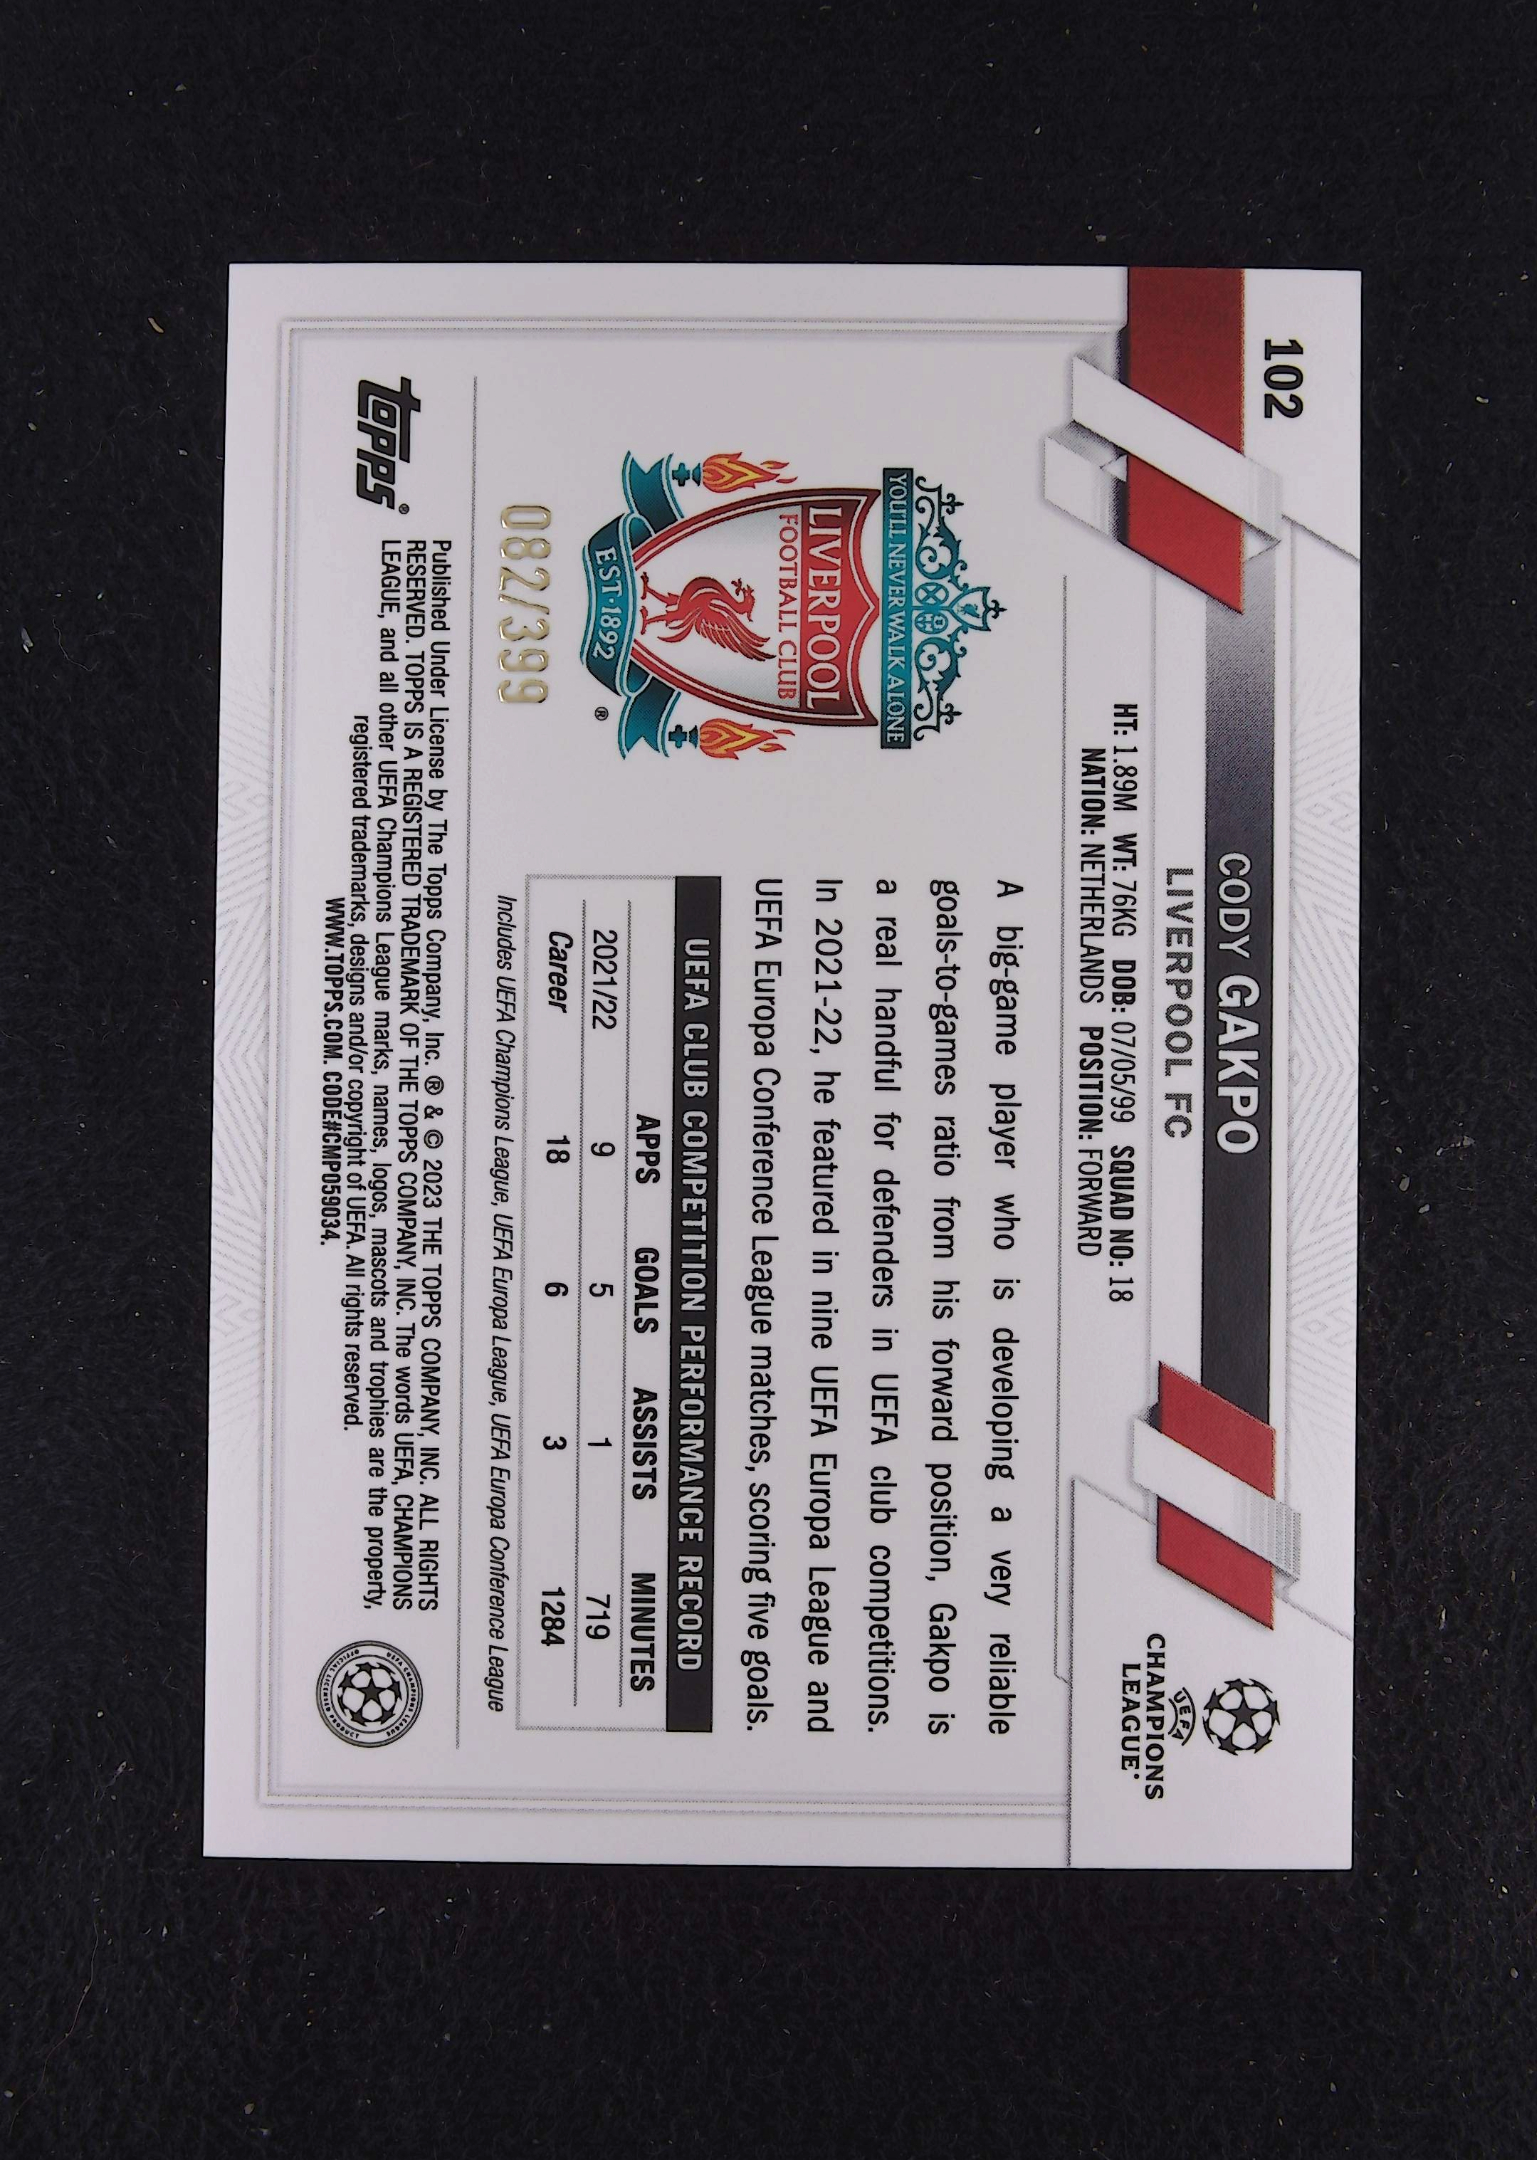 102
CODY GAKPO
LIVERPOOL FC
HT: 1.89M WT: 76KG DOB: 07/05/99 SQUAD NO: 18
NATION: NETHERLANDS POSITION: FORWARD
UEFA
CHAMPIONS
LEAGUE®
YOU'LL NEVER WALK ALONE
LIVERPOOL
FOOTBALL CLUB
EST·1892
®
082/399
A big-game player who is developing a very reliable
goals-to-games ratio from his forward position, Gakpo is
a real handful for defenders in UEFA club competitions.
In 2021-22, he featured in nine UEFA Europa League and
UEFA Europa Conference League matches, scoring five goals.
UEFA CLUB COMPETITION PERFORMANCE RECORD
APPS GOALS ASSISTS MINUTES
2021/22 9 5 1 719
Career 18 6 3 1284
Includes UEFA Champions League, UEFA Europa League, UEFA Europa Conference League
topps®
Published Under License by The Topps Company, Inc. ® & © 2023 THE TOPPS COMPANY, INC. ALL RIGHTS
RESERVED. TOPPS IS A REGISTERED TRADEMARK OF THE TOPPS COMPANY, INC. The words UEFA, CHAMPIONS
LEAGUE, and all other UEFA Champions League marks, names, logos, mascots and trophies are the property,
registered trademarks, designs and/or copyright of UEFA. All rights reserved.
WWW.TOPPS.COM. CODE#CMP059034.
UEFA CHAMPIONS LEAGUE
OFFICIAL LICENSED PRODUCT